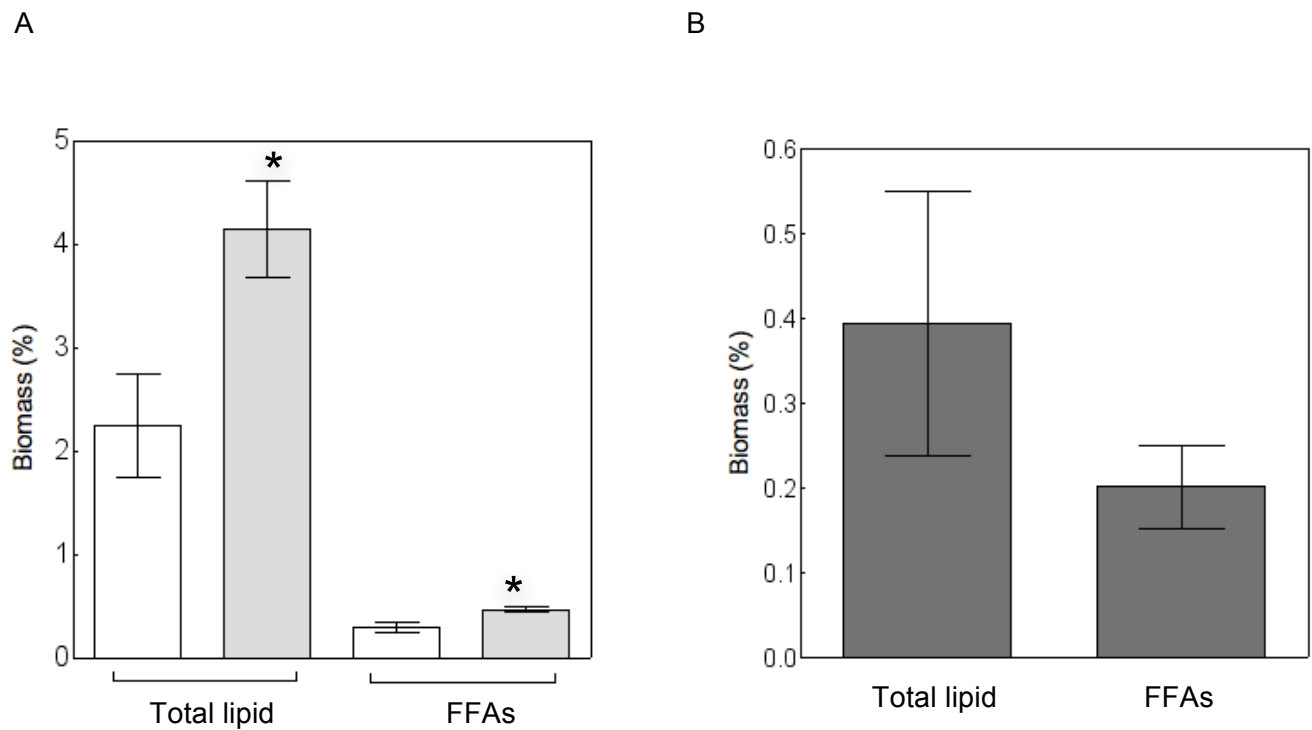 A
B
5
4
3
2
1
0
Biomass (%)
*
*
Total lipid
FFAs
0.6
0.5
0.4
0.3
0.2
0.1
0.0
Biomass (%)
Total lipid
FFAs